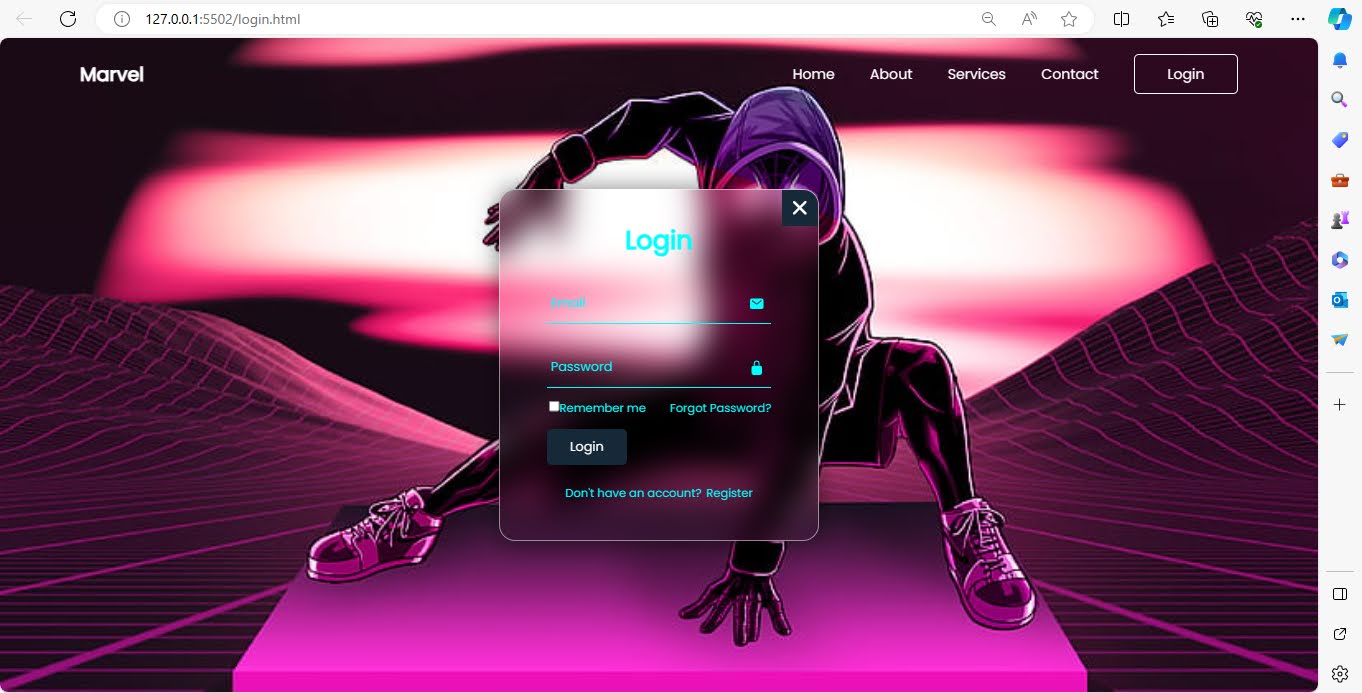 127.0.0.1:5502/login.html
Marvel
Home About Services Contact Login
Login
Email
Password
Remember me Forgot Password?
Login
Don't have an account? Register